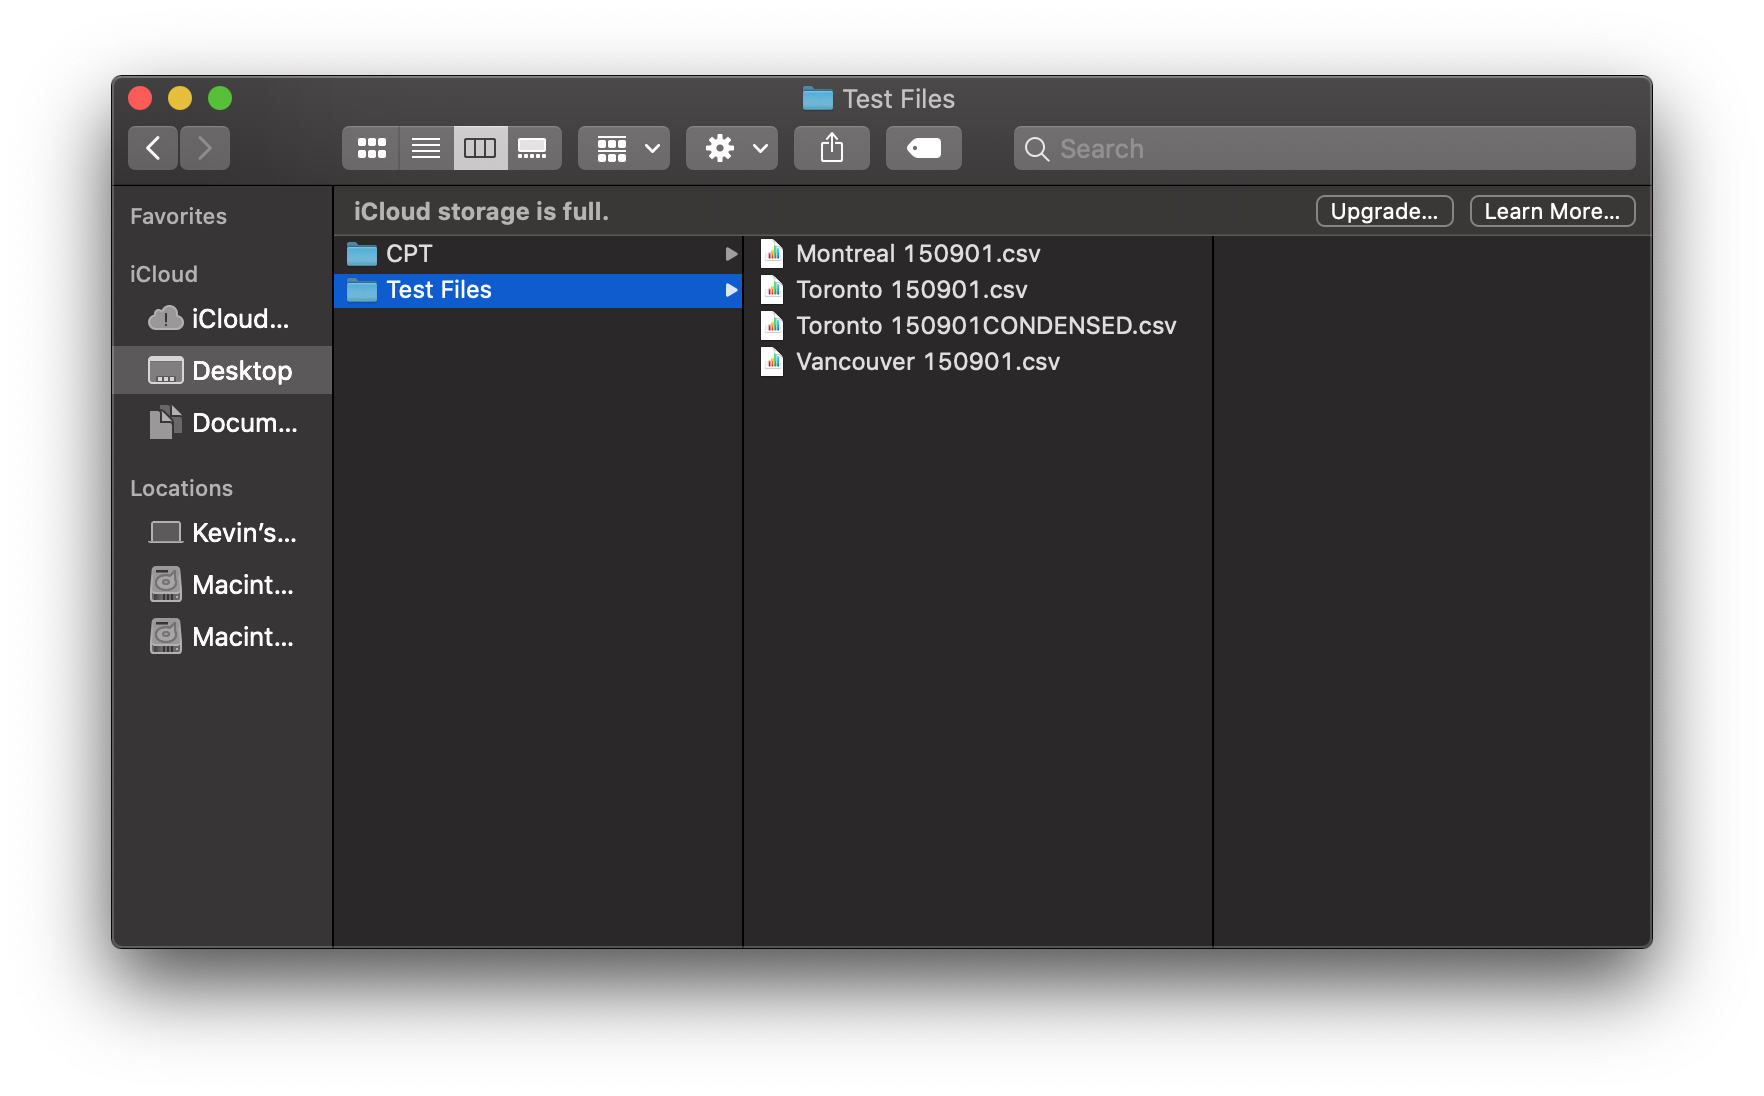 Test Files
Search
Favorites
iCloud
iCloud...
Desktop
Docum...
Locations
Kevin’s...
Macint...
Macint...
iCloud storage is full.
Upgrade...
Learn More...
CPT
Test Files
Montreal 150901.csv
Toronto 150901.csv
Toronto 150901CONDENSED.csv
Vancouver 150901.csv